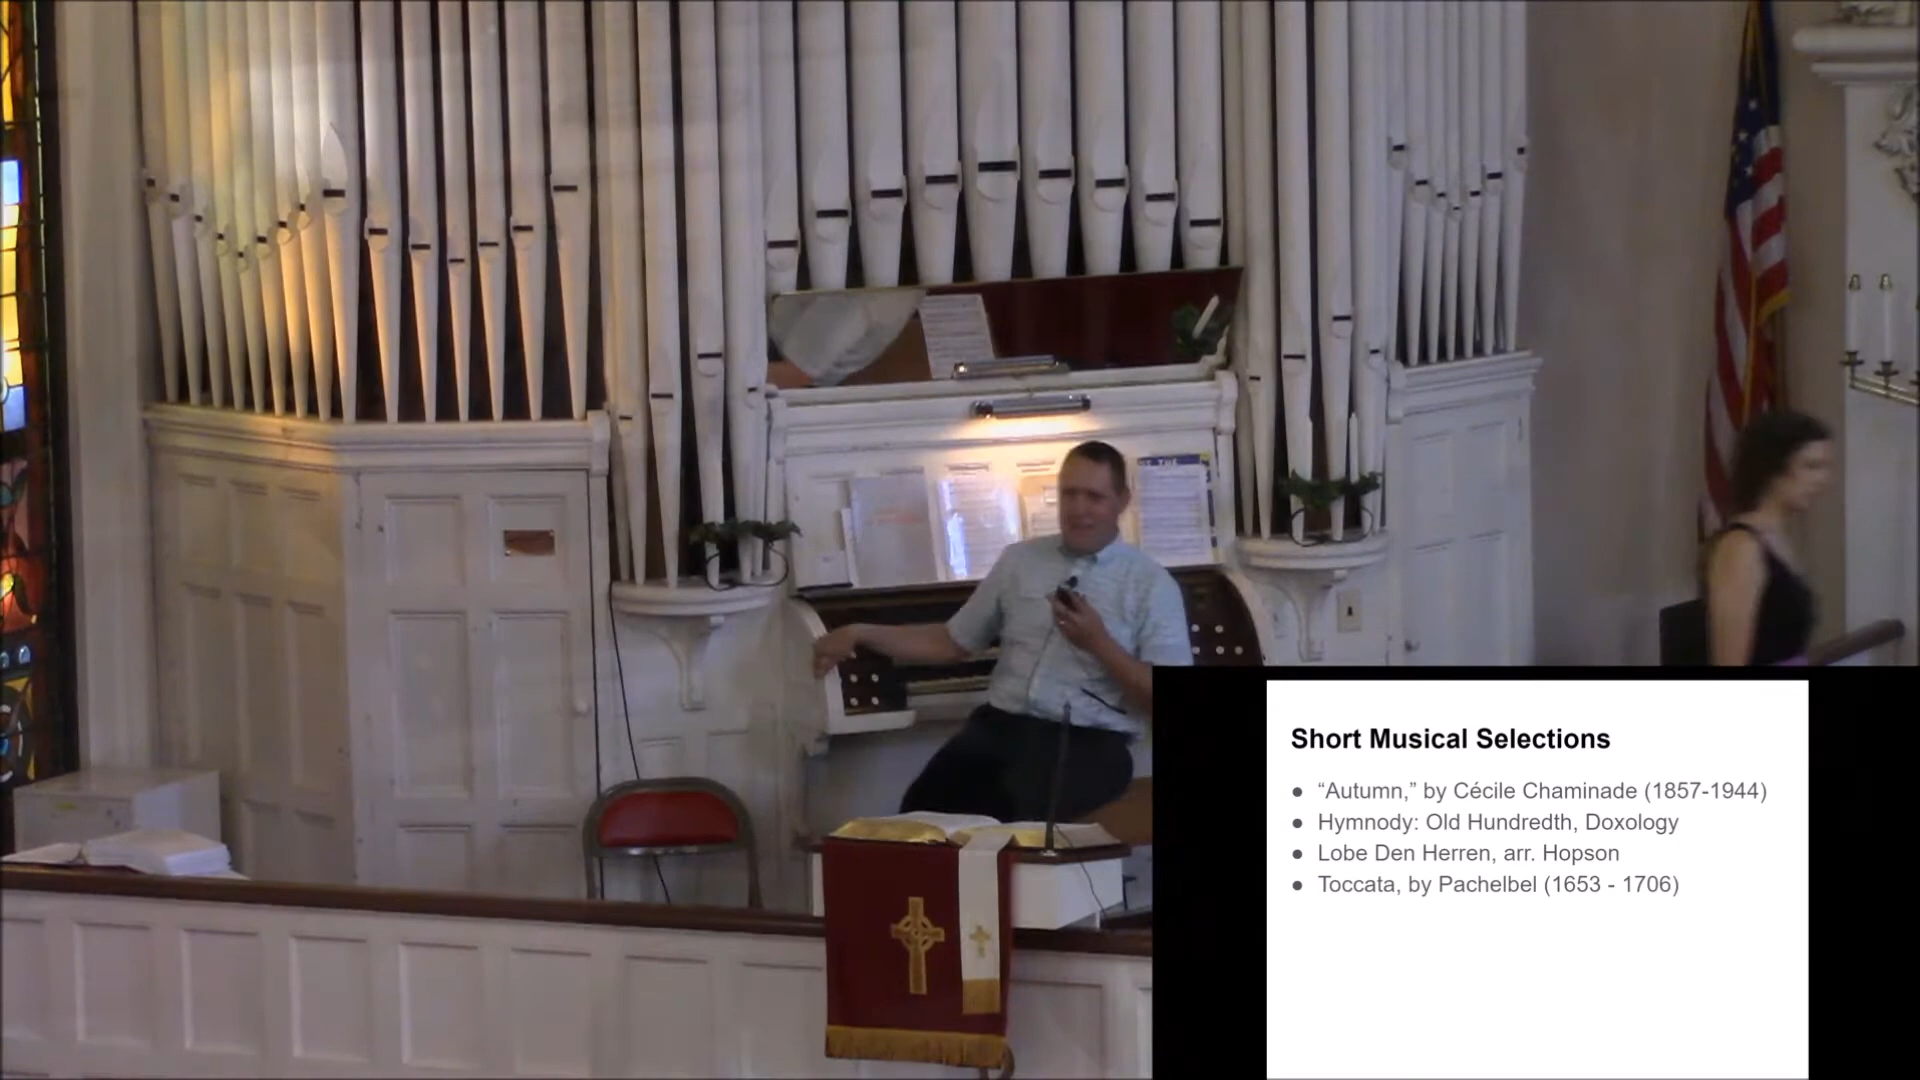 Short Musical Selections
● “Autumn,” by Cécile Chaminade (1857-1944)
● Hymnody: Old Hundredth, Doxology
● Lobe Den Herren, arr. Hopson
● Toccata, by Pachelbel (1653 - 1706)